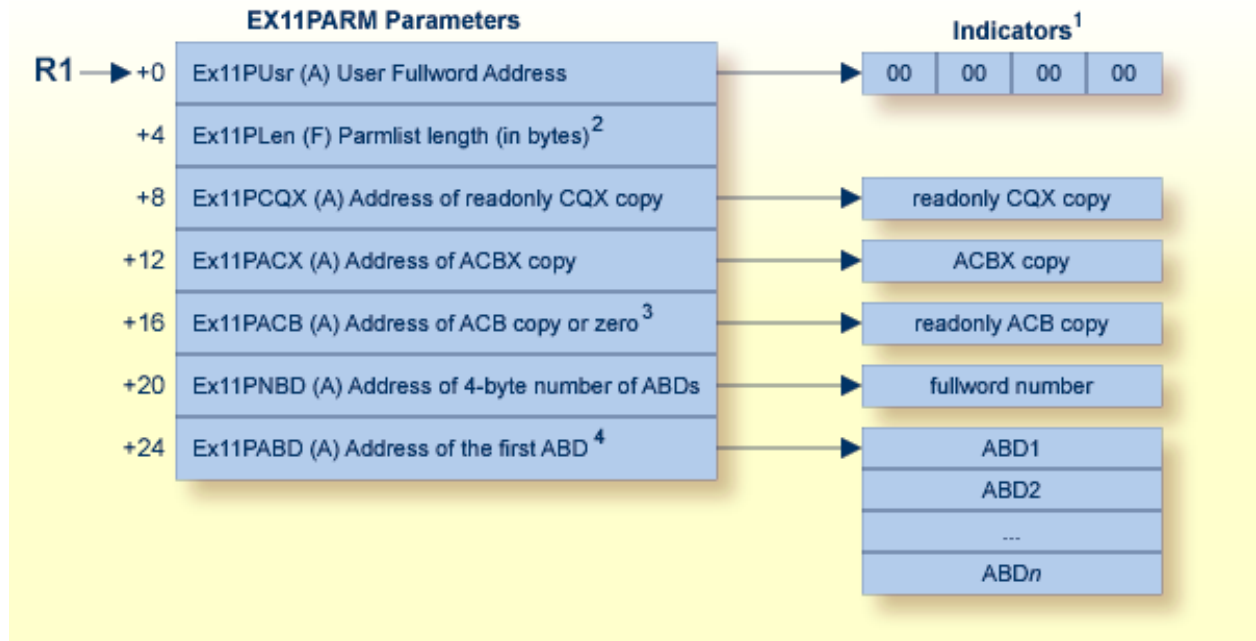 EX11PARM Parameters
Indicators1
R1 +0 Ex11PUsr (A) User Fullword Address 00 00 00 00
+4 Ex11PLen (F) Parmlist length (in bytes)2
+8 Ex11PCQX (A) Address of readonly CQX copy readonly CQX copy
+12 Ex11PACX (A) Address of ACBX copy ACBX copy
+16 Ex11PACB (A) Address of ACB copy or zero3 readonly ACB copy
+20 Ex11PNBD (A) Address of 4-byte number of ABDs fullword number
+24 Ex11PABD (A) Address of the first ABD4 ABD1
ABD2
...
ABDn